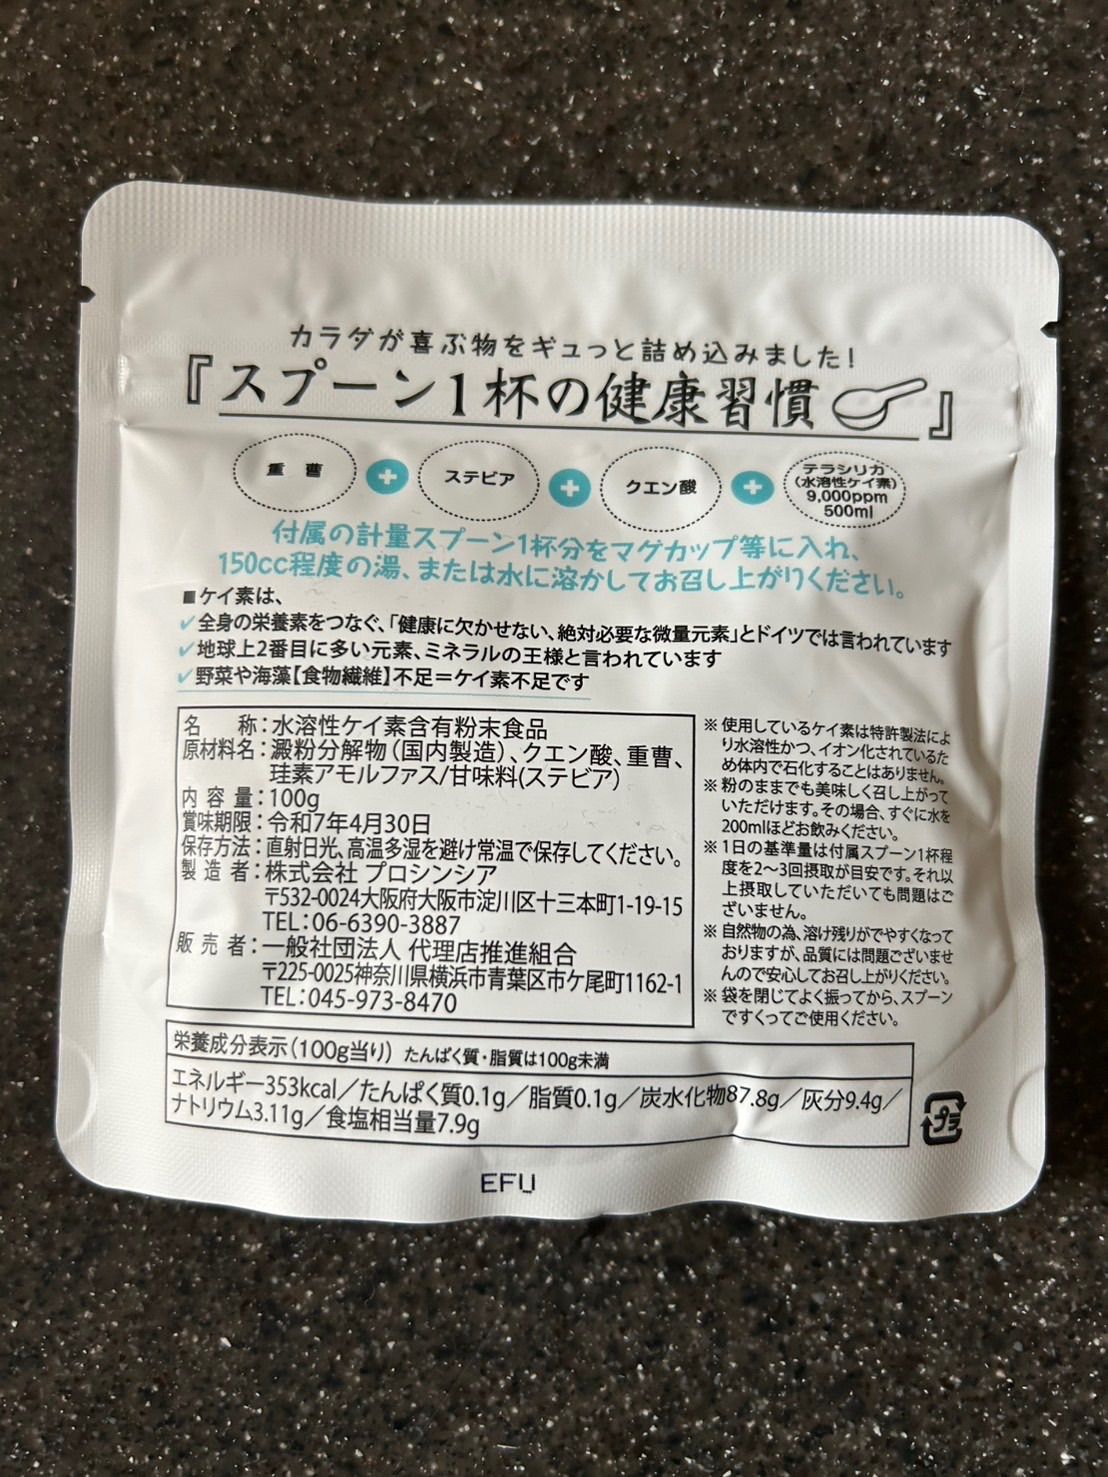 カラダが喜ぶ物をギュっと詰め込みました!
『スプーン1杯の健康習慣』
重曹 + ステビア + クエン酸 + テラシリカ
(水溶性ケイ素)
9,000ppm
500ml
付属の計量スプーン1杯分をマグカップ等に入れ、
150cc程度の湯、または水に溶かしてお召し上がりください。
■ケイ素は、
✓全身の栄養素をつなぐ、「健康に欠かせない、絶対必要な微量元素」とドイツでは言われています
✓地球上2番目に多い元素、ミネラルの王様と言われています
✓野菜や海藻【食物繊維】不足=ケイ素不足です
名 称:水溶性ケイ素含有粉末食品
原材料名:澱粉分解物(国内製造)、クエン酸、重曹、
珪素アモルファス/甘味料(ステビア)
内容量:100g
賞味期限:令和7年4月30日
保存方法:直射日光、高温多湿を避け常温で保存してください。
製造者:株式会社 プロシンシア
〒532-0024大阪府大阪市淀川区十三本町1-19-15
TEL:06-6390-3887
販売者:一般社団法人 代理店推進組合
〒225-0025神奈川県横浜市青葉区市ケ尾町1162-1
TEL:045-973-8470
※使用しているケイ素は特許製法によ
り水溶性かつ、イオン化されているた
め体内で石化することはありません。
※粉のままでも美味しく召し上がって
いただけます。その場合、すぐに水を
200mlほどお飲みください。
※1日の基準量は付属スプーン1杯程
度を2〜3回摂取が目安です。それ以
上摂取していただいても問題はご
ざいません。
※自然物の為、溶け残りがでやすくなって
おりますが、品質には問題ございませ
んので安心してお召し上がりください。
※袋を閉じてよく振ってから、スプーン
ですくってご使用ください。
栄養成分表示(100g当り) たんぱく質・脂質は100g未満
エネルギー353kcal/たんぱく質0.1g/脂質0.1g/炭水化物87.8g/灰分9.4g/
ナトリウム3.11g/食塩相当量7.9g
プラ
EFU